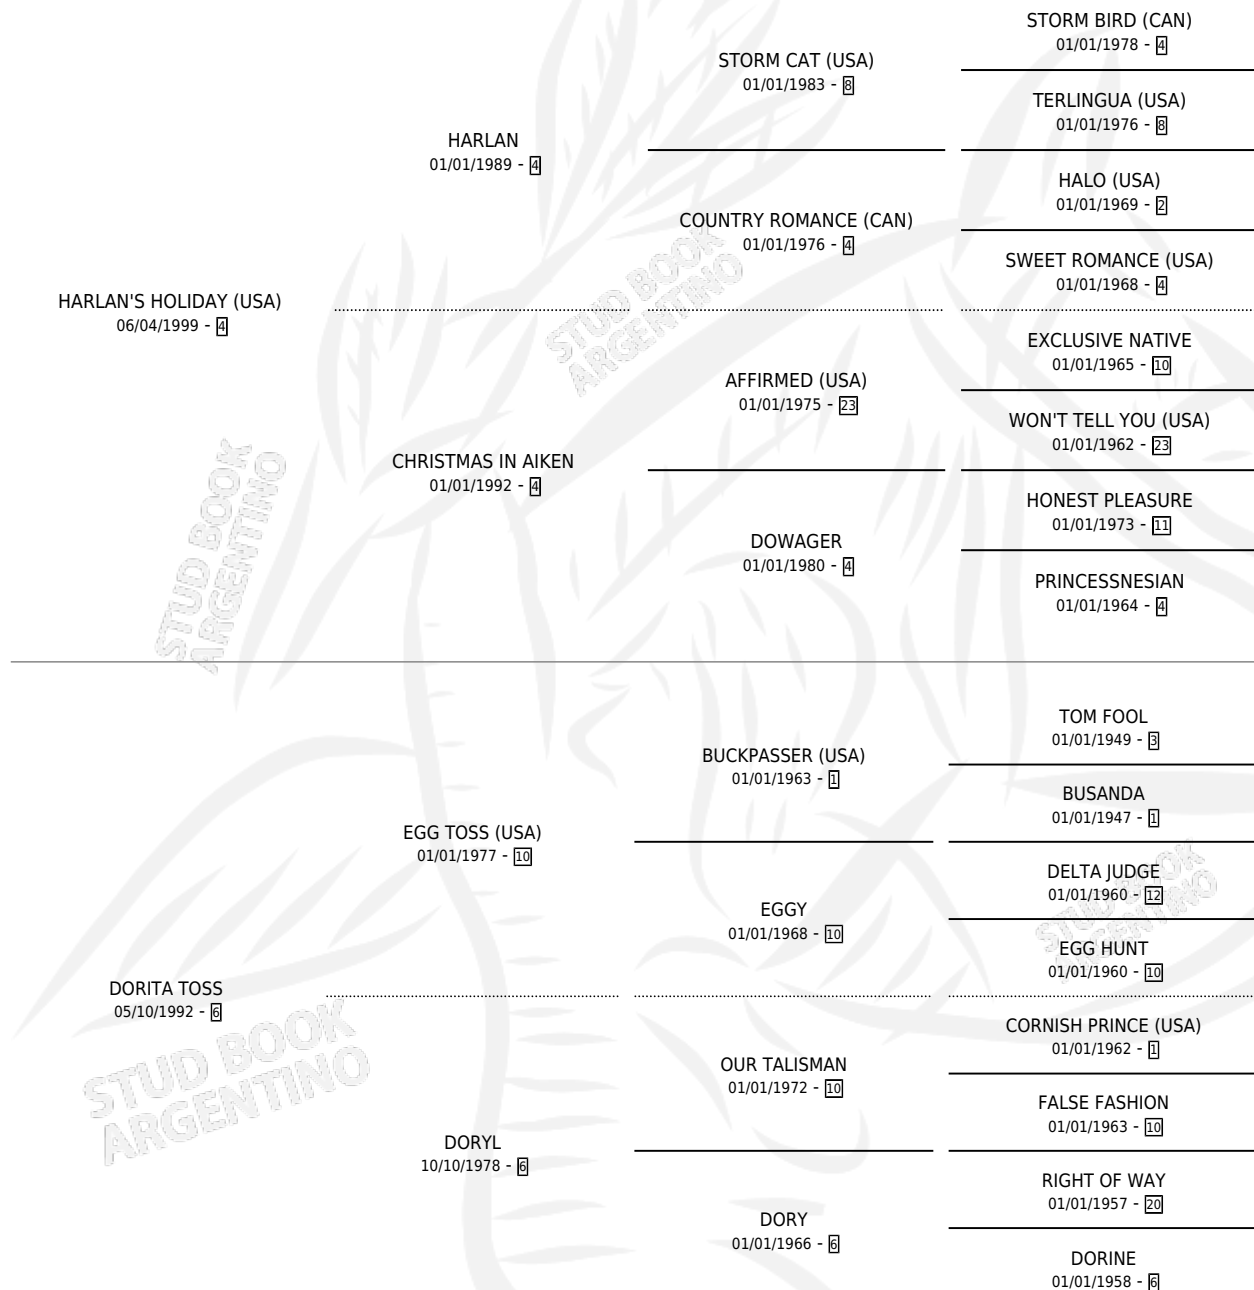 STORM BIRD (CAN)
01/01/1978 - 4
STORM CAT (USA)
01/01/1983 - 8
TERLINGUA (USA)
01/01/1976 - 8
HARLAN
01/01/1989 - 4
HALO (USA)
01/01/1969 - 2
COUNTRY ROMANCE (CAN)
01/01/1976 - 4
SWEET ROMANCE (USA)
01/01/1968 - 4
HARLAN'S HOLIDAY (USA)
06/04/1999 - 4
EXCLUSIVE NATIVE
01/01/1965 - 10
AFFIRMED (USA)
01/01/1975 - 23
WON'T TELL YOU (USA)
01/01/1962 - 23
CHRISTMAS IN AIKEN
01/01/1992 - 4
HONEST PLEASURE
01/01/1973 - 11
DOWAGER
01/01/1980 - 4
PRINCESSNESIAN
01/01/1964 - 4
TOM FOOL
01/01/1949 - 3
BUCKPASSER (USA)
01/01/1963 - 1
BUSANDA
01/01/1947 - 1
EGG TOSS (USA)
01/01/1977 - 10
DELTA JUDGE
01/01/1960 - 12
EGGY
01/01/1968 - 10
EGG HUNT
01/01/1960 - 10
DORITA TOSS
05/10/1992 - 6
CORNISH PRINCE (USA)
01/01/1962 - 1
OUR TALISMAN
01/01/1972 - 10
FALSE FASHION
01/01/1963 - 10
DORYL
10/10/1978 - 6
RIGHT OF WAY
01/01/1957 - 20
DORY
01/01/1966 - 6
DORINE
01/01/1958 - 6
STUD BOOK
ARGENTINO
STUD BOOK
ARGENTINO
STUD BOOK
ARGENTINO
STUD BOOK
ARGENTINO